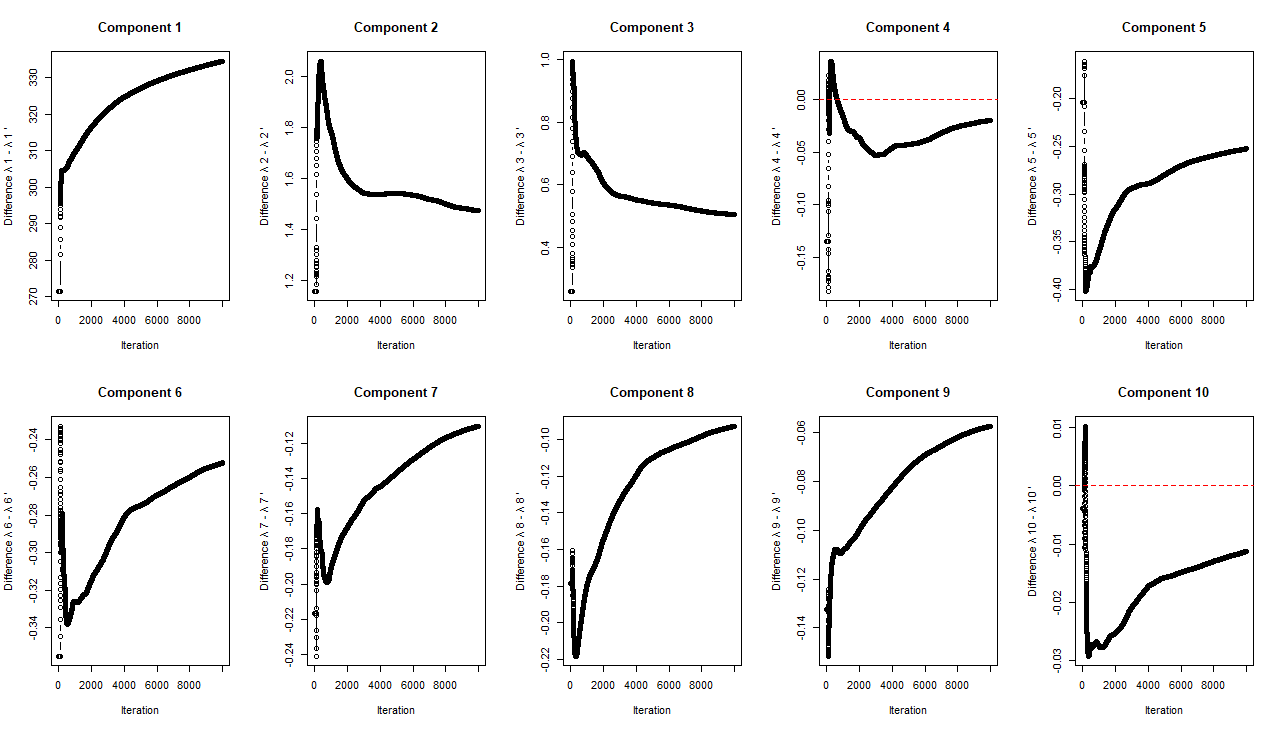 Component 1
Difference λ 1 - λ 1 '
270 280 290 300 310 320 330
0 2000 4000 6000 8000
Iteration
Component 2
Difference λ 2 - λ 2 '
1.2 1.4 1.6 1.8 2.0
0 2000 4000 6000 8000
Iteration
Component 3
Difference λ 3 - λ 3 '
0.4 0.6 0.8 1.0
0 2000 4000 6000 8000
Iteration
Component 4
Difference λ 4 - λ 4 '
-0.15 -0.10 -0.05 0.00
0 2000 4000 6000 8000
Iteration
Component 5
Difference λ 5 - λ 5 '
-0.40 -0.35 -0.30 -0.25 -0.20
0 2000 4000 6000 8000
Iteration
Component 6
Difference λ 6 - λ 6 '
-0.34 -0.32 -0.30 -0.28 -0.26 -0.24
0 2000 4000 6000 8000
Iteration
Component 7
Difference λ 7 - λ 7 '
-0.24 -0.22 -0.20 -0.18 -0.16 -0.14 -0.12
0 2000 4000 6000 8000
Iteration
Component 8
Difference λ 8 - λ 8 '
-0.22 -0.20 -0.18 -0.16 -0.14 -0.12 -0.10
0 2000 4000 6000 8000
Iteration
Component 9
Difference λ 9 - λ 9 '
-0.14 -0.12 -0.10 -0.08 -0.06
0 2000 4000 6000 8000
Iteration
Component 10
Difference λ 10 - λ 10 '
-0.03 -0.02 -0.01 0.00 0.01
0 2000 4000 6000 8000
Iteration